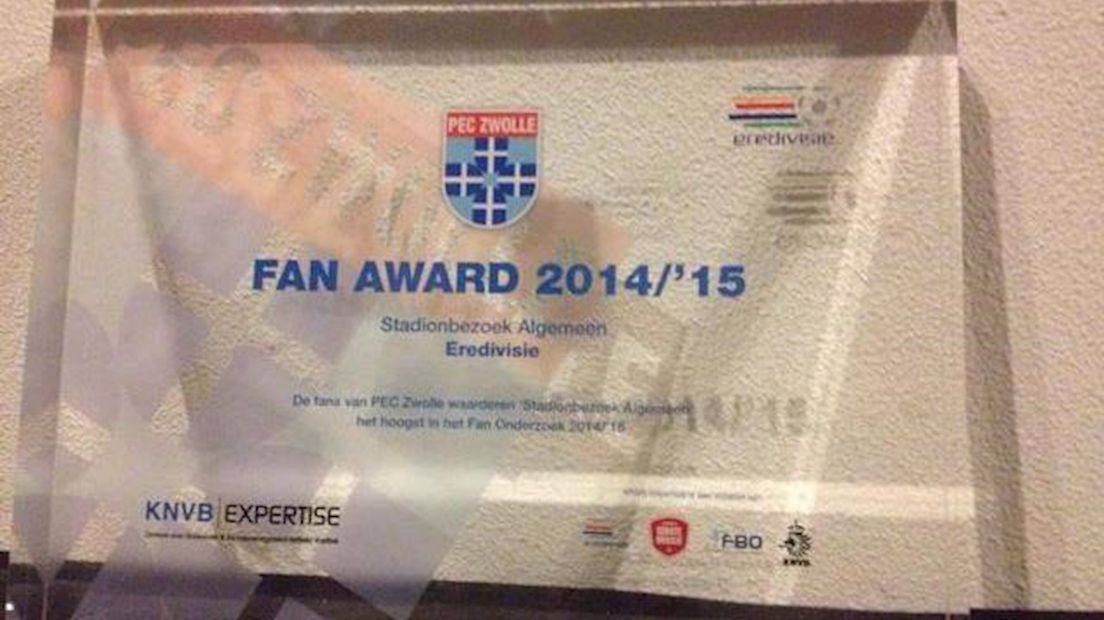 PEC ZWOLLE
eredivisie
FAN AWARD 2014/'15
Stadionbezoek Algemeen
Eredivisie
De fans van PEC Zwolle waarderen 'Stadionbezoek Algemeen'
het hoogst in het Fan Onderzoek 2014/'15
KNVB EXPERTISE
FBO
KNVB